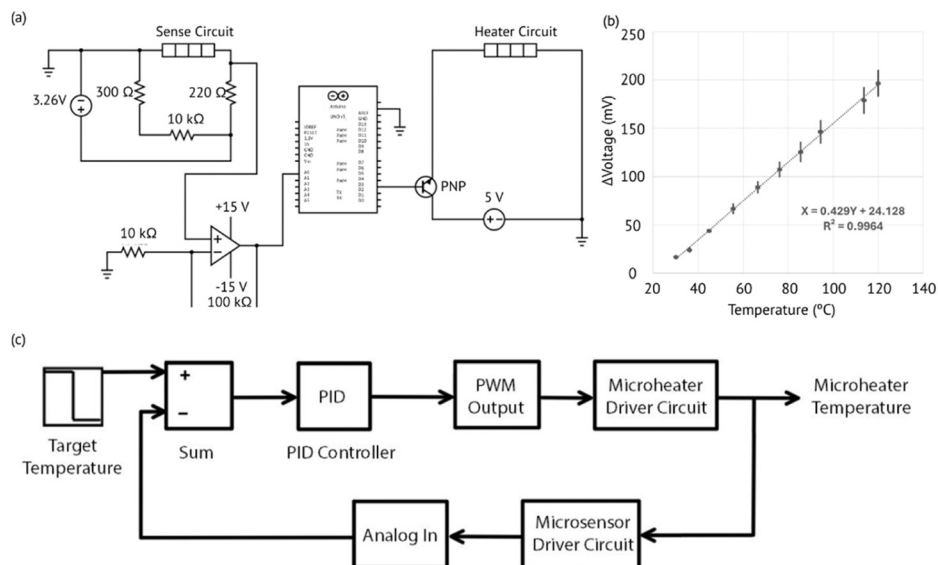 (a)
Sense Circuit
3.26V
300 Ω
220 Ω
10 kΩ
10 kΩ
+15 V
-15 V
100 kΩ
Arduino
Heater Circuit
PNP
5 V
(b)
ΔVoltage (mV)
250
200
150
100
50
0
X = 0.429Y + 24.128
R² = 0.9964
20 40 60 80 100 120 140
Temperature (ºC)
(c)
Target
Temperature
+
−
Sum
PID
PID Controller
PWM
Output
Microheater
Driver Circuit
Microheater
Temperature
Analog In
Microsensor
Driver Circuit